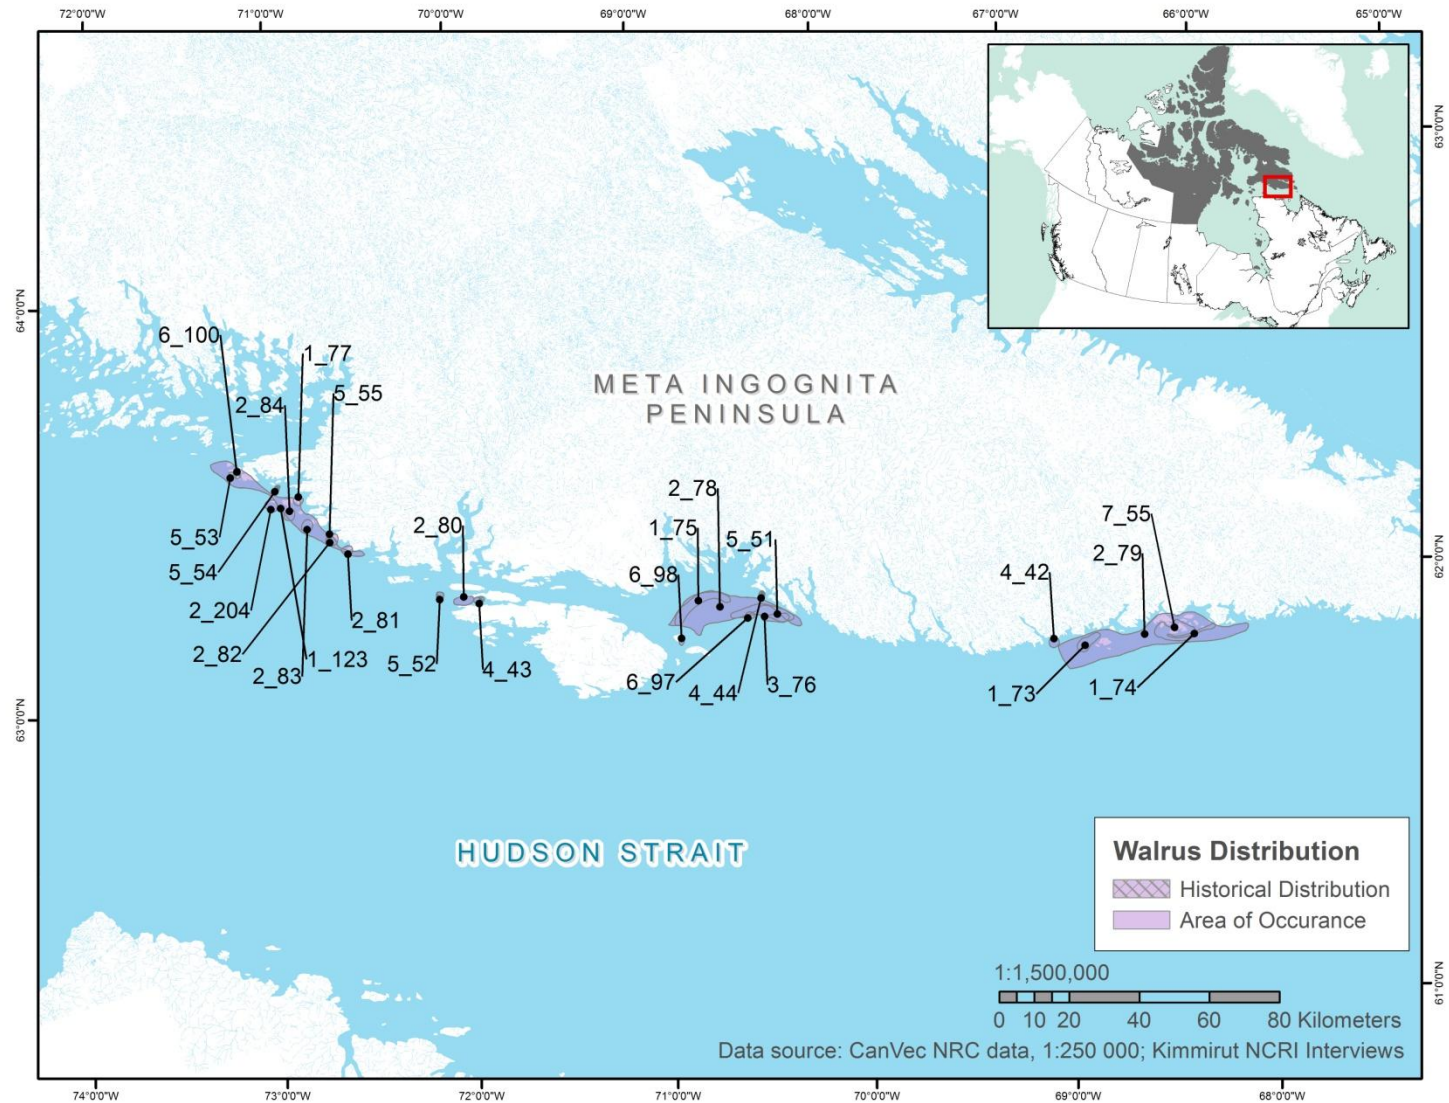 72°0'0"W 71°0'0"W 70°0'0"W 69°0'0"W 68°0'0"W 67°0'0"W 66°0'0"W 65°0'0"W
63°0'0"N
64°0'0"N
6_100
1_77
META INGOGNITA
PENINSULA
5_55
2_84
2_78
7_55
2_80
1_75
5_51
5_53
2_79
5_54
6_98
4_42
62°0'0"N
2_204
2_81
2_82
1_123
5_52
4_43
2_83
6_97
4_44
3_76
1_73
1_74
63°0'0"N
HUDSON STRAIT
Walrus Distribution
Historical Distribution
Area of Occurance
1:1,500,000
61°0'0"N
0 10 20 40 60 80 Kilometers
Data source: CanVec NRC data, 1:250 000; Kimmirut NCRI Interviews
74°0'0"W 73°0'0"W 72°0'0"W 71°0'0"W 70°0'0"W 69°0'0"W 68°0'0"W